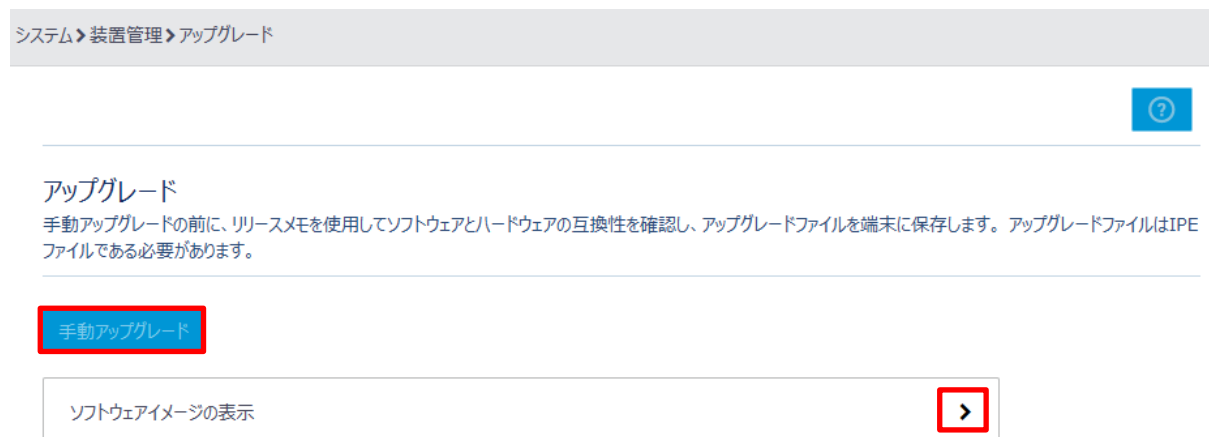 システム>装置管理>アップグレード
?
アップグレード
手動アップグレードの前に、リリースメモを使用してソフトウェアとハードウェアの互換性を確認し、アップグレードファイルを端末に保存します。アップグレードファイルはIPE
ファイルである必要があります。
手動アップグレード
ソフトウェアイメージの表示